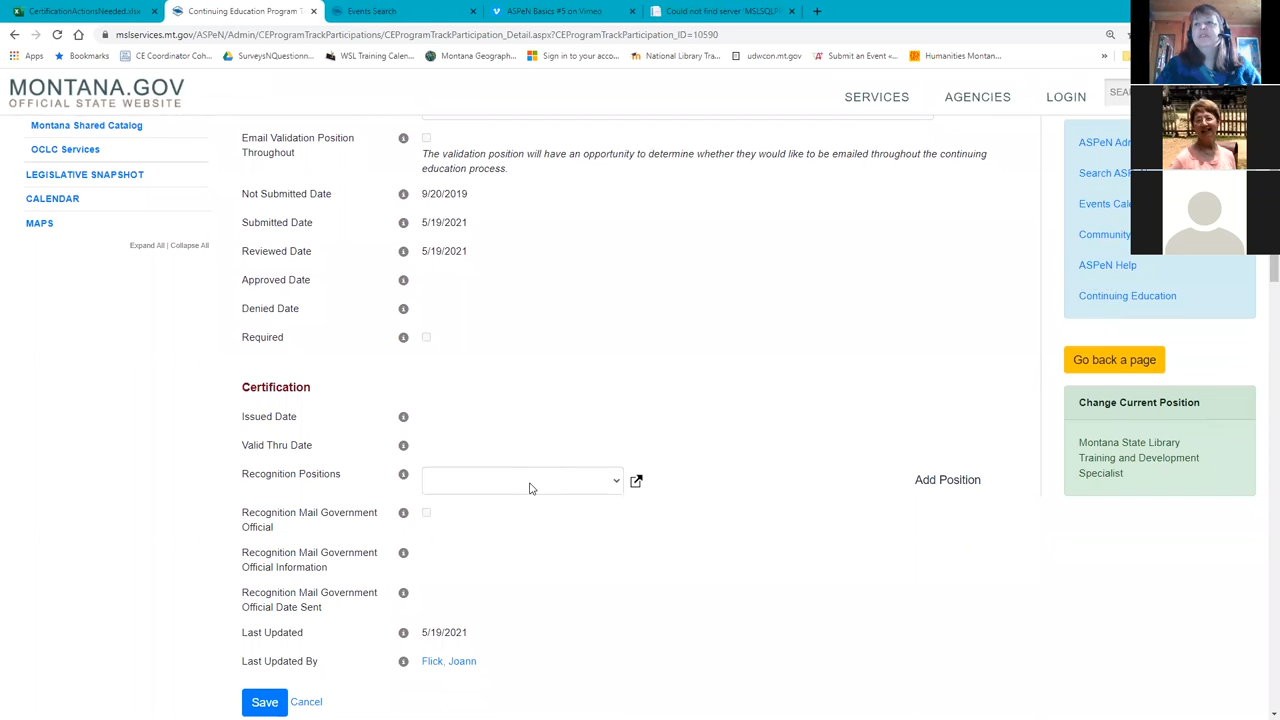 CertificationActionsNeeded.xlsx
Continuing Education Program T
Events Search
ASPeN Basics #5 on Vimeo
Could not find server 'MSLSQLP
mslservices.mt.gov/ASPeN/Admin/CEProgramTrackParticipations/CEProgramTrackParticipation_Detail.aspx?CEProgramTrackParticipation_ID=10590
Apps
Bookmarks
CE Coordinator Coh...
SurveysNQuestionn...
WSL Training Calen...
Montana Geograph...
Sign in to your acco...
National Library Tra...
udwcon.mt.gov
Submit an Event «...
Humanities Montan...
»
MONTANA.GOV
OFFICIAL STATE WEBSITE
SERVICES
AGENCIES
LOGIN
SEA
Montana Shared Catalog
OCLC Services
LEGISLATIVE SNAPSHOT
CALENDAR
MAPS
Expand All | Collapse All
Email Validation Position
Throughout
The validation position will have an opportunity to determine whether they would like to be emailed throughout the continuing
education process.
Not Submitted Date
9/20/2019
Submitted Date
5/19/2021
Reviewed Date
5/19/2021
Approved Date
Denied Date
Required
Certification
Issued Date
Valid Thru Date
Recognition Positions
Add Position
Recognition Mail Government
Official
Recognition Mail Government
Official Information
Recognition Mail Government
Official Date Sent
Last Updated
5/19/2021
Last Updated By
Flick, Joann
Save
Cancel
ASPeN Adm
Search ASP
Events Cale
Community
ASPeN Help
Continuing Education
Go back a page
Change Current Position
Montana State Library
Training and Development
Specialist